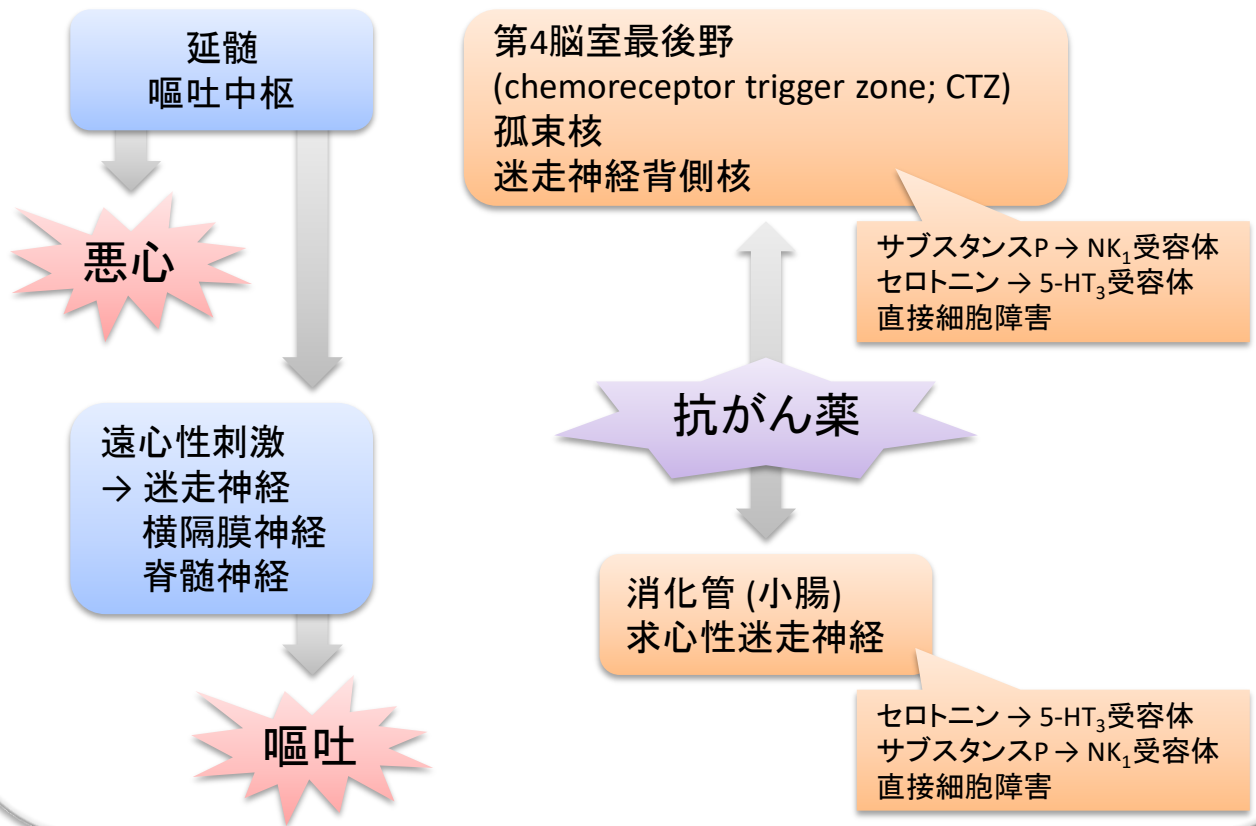 延髄
嘔吐中枢
悪心
遠心性刺激
→ 迷走神経
横隔膜神経
脊髄神経
嘔吐
第4脳室最後野
(chemoreceptor trigger zone; CTZ)
孤束核
迷走神経背側核
サブスタンスP → NK₁受容体
セロトニン → 5-HT₃受容体
直接細胞障害
抗がん薬
消化管 (小腸)
求心性迷走神経
セロトニン → 5-HT₃受容体
サブスタンスP → NK₁受容体
直接細胞障害